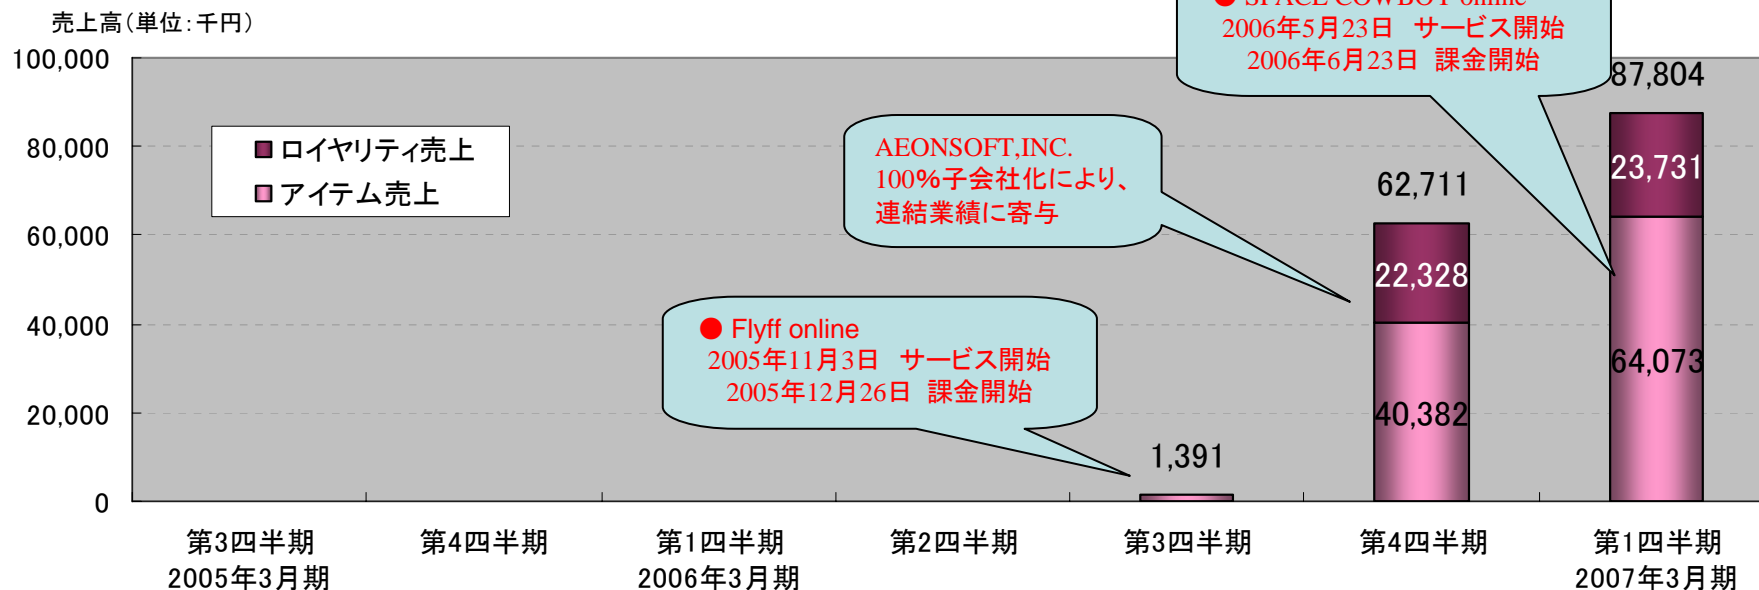 売上高(単位:千円)
● SPACE COWBOY online
2006年5月23日 サービス開始
2006年6月23日 課金開始
100,000
80,000
60,000
40,000
20,000
0
ロイヤリティ売上
アイテム売上
AEONSOFT,INC.
100%子会社化により、
連結業績に寄与
● Flyff online
2005年11月3日 サービス開始
2005年12月26日 課金開始
1,391
62,711
22,328
40,382
87,804
23,731
64,073
第3四半期 第4四半期 第1四半期 第2四半期 第3四半期 第4四半期 第1四半期
2005年3月期 2006年3月期 2007年3月期